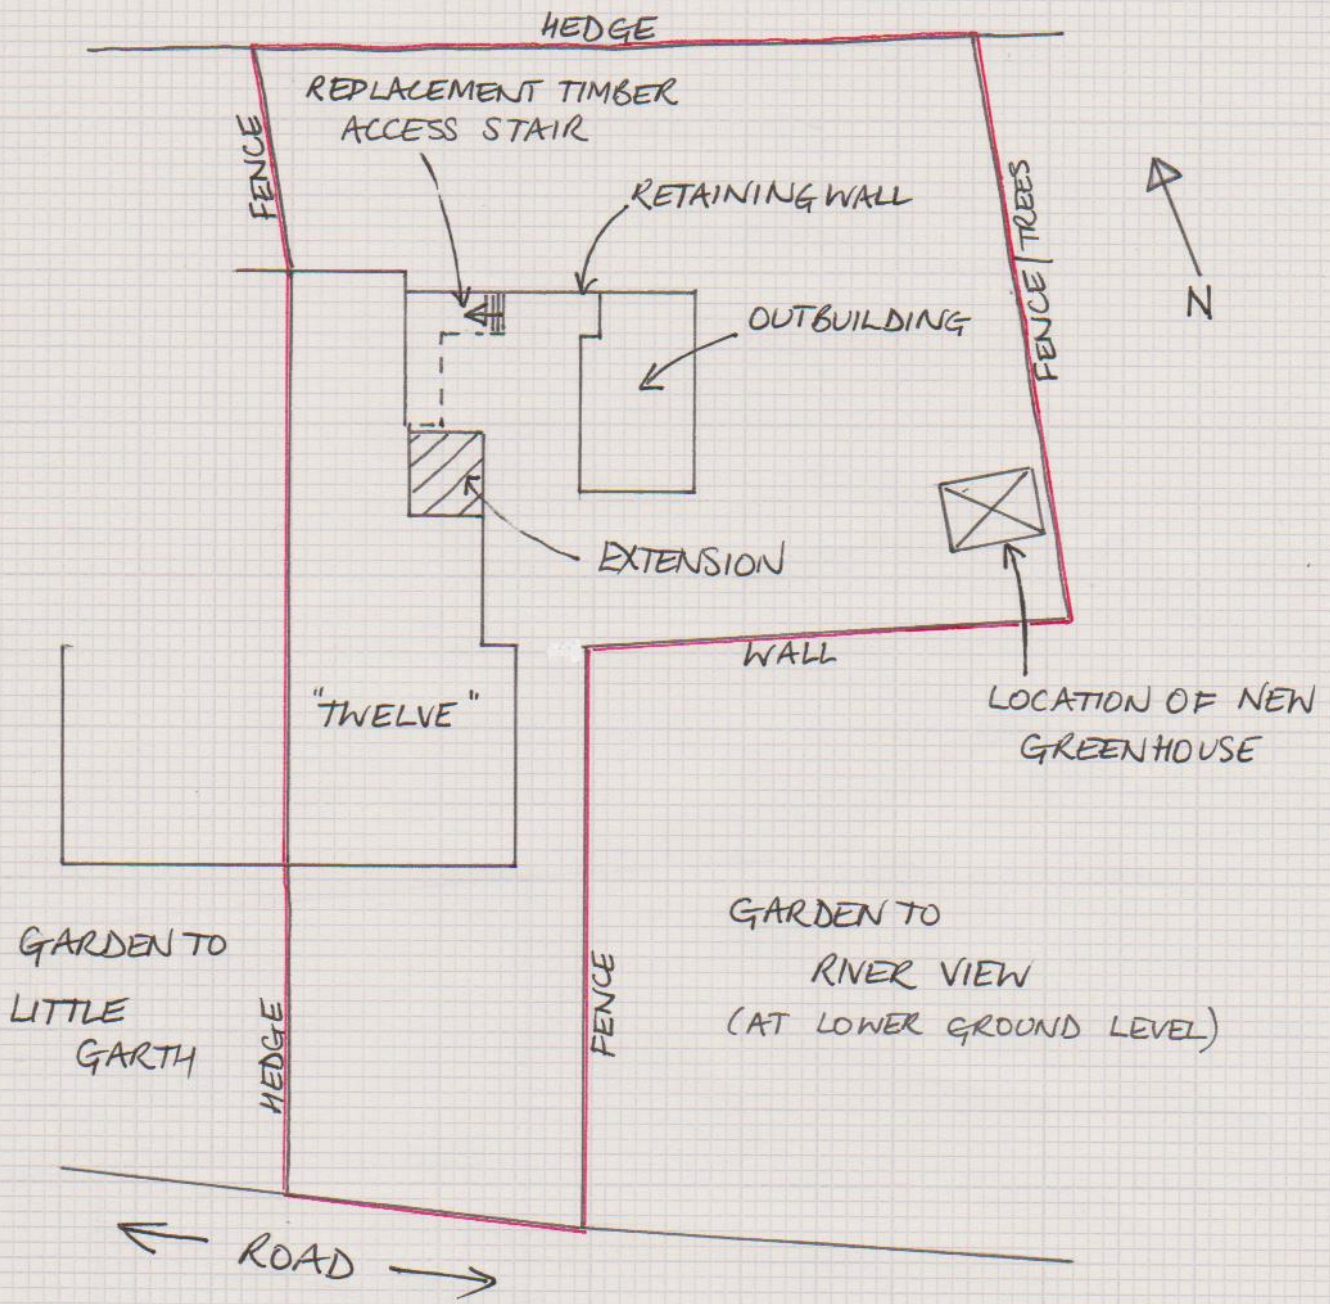 HEDGE
REPLACEMENT TIMBER
ACCESS STAIR
FENCE
RETAINING WALL
FENCE/TREES
N
OUTBUILDING
EXTENSION
WALL
"TWELVE"
LOCATION OF NEW
GREENHOUSE
GARDEN TO
LITTLE
GARTH
GARDEN TO
RIVER VIEW
(AT LOWER GROUND LEVEL)
HEDGE
FENCE
ROAD